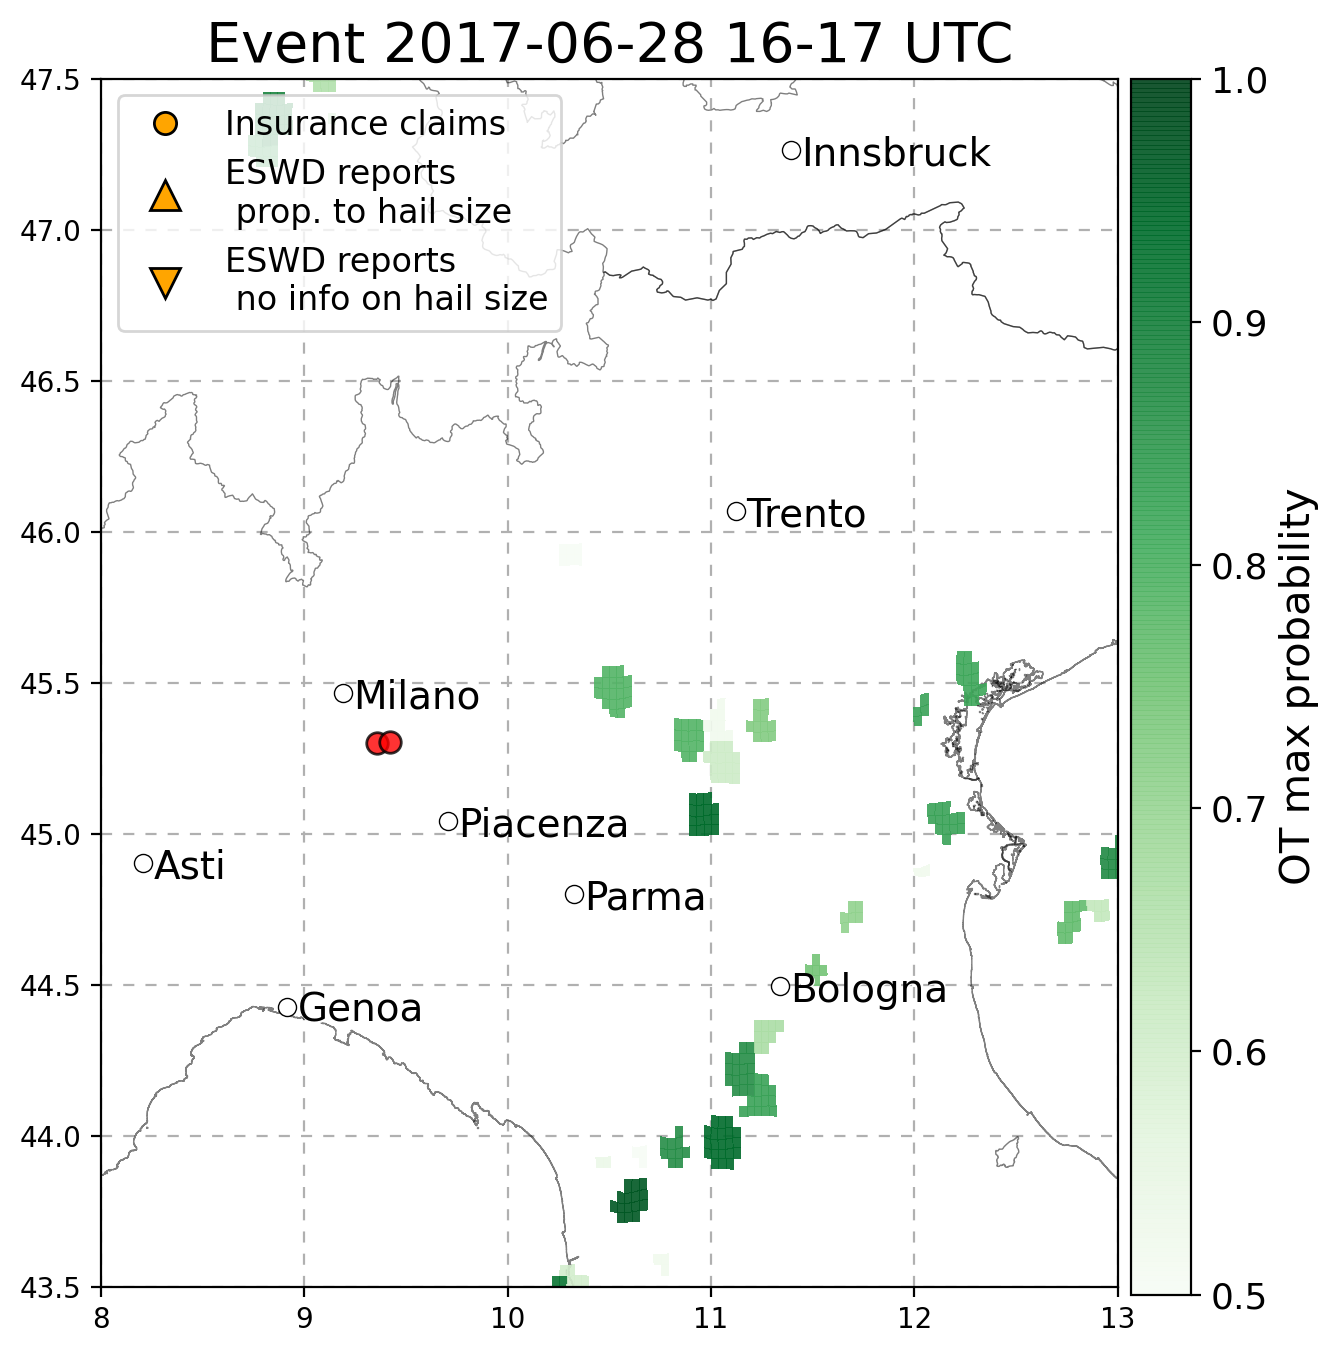 Event 2017-06-28 16-17 UTC
47.5
47.0
46.5
46.0
45.5
45.0
44.5
44.0
43.5
Insurance claims
ESWD reports
prop. to hail size
ESWD reports
no info on hail size
Innsbruck
Trento
Milano
Piacenza
Asti
Parma
Bologna
Genoa
8
9
10
11
12
13
1.0
0.9
0.8
0.7
0.6
0.5
OT max probability